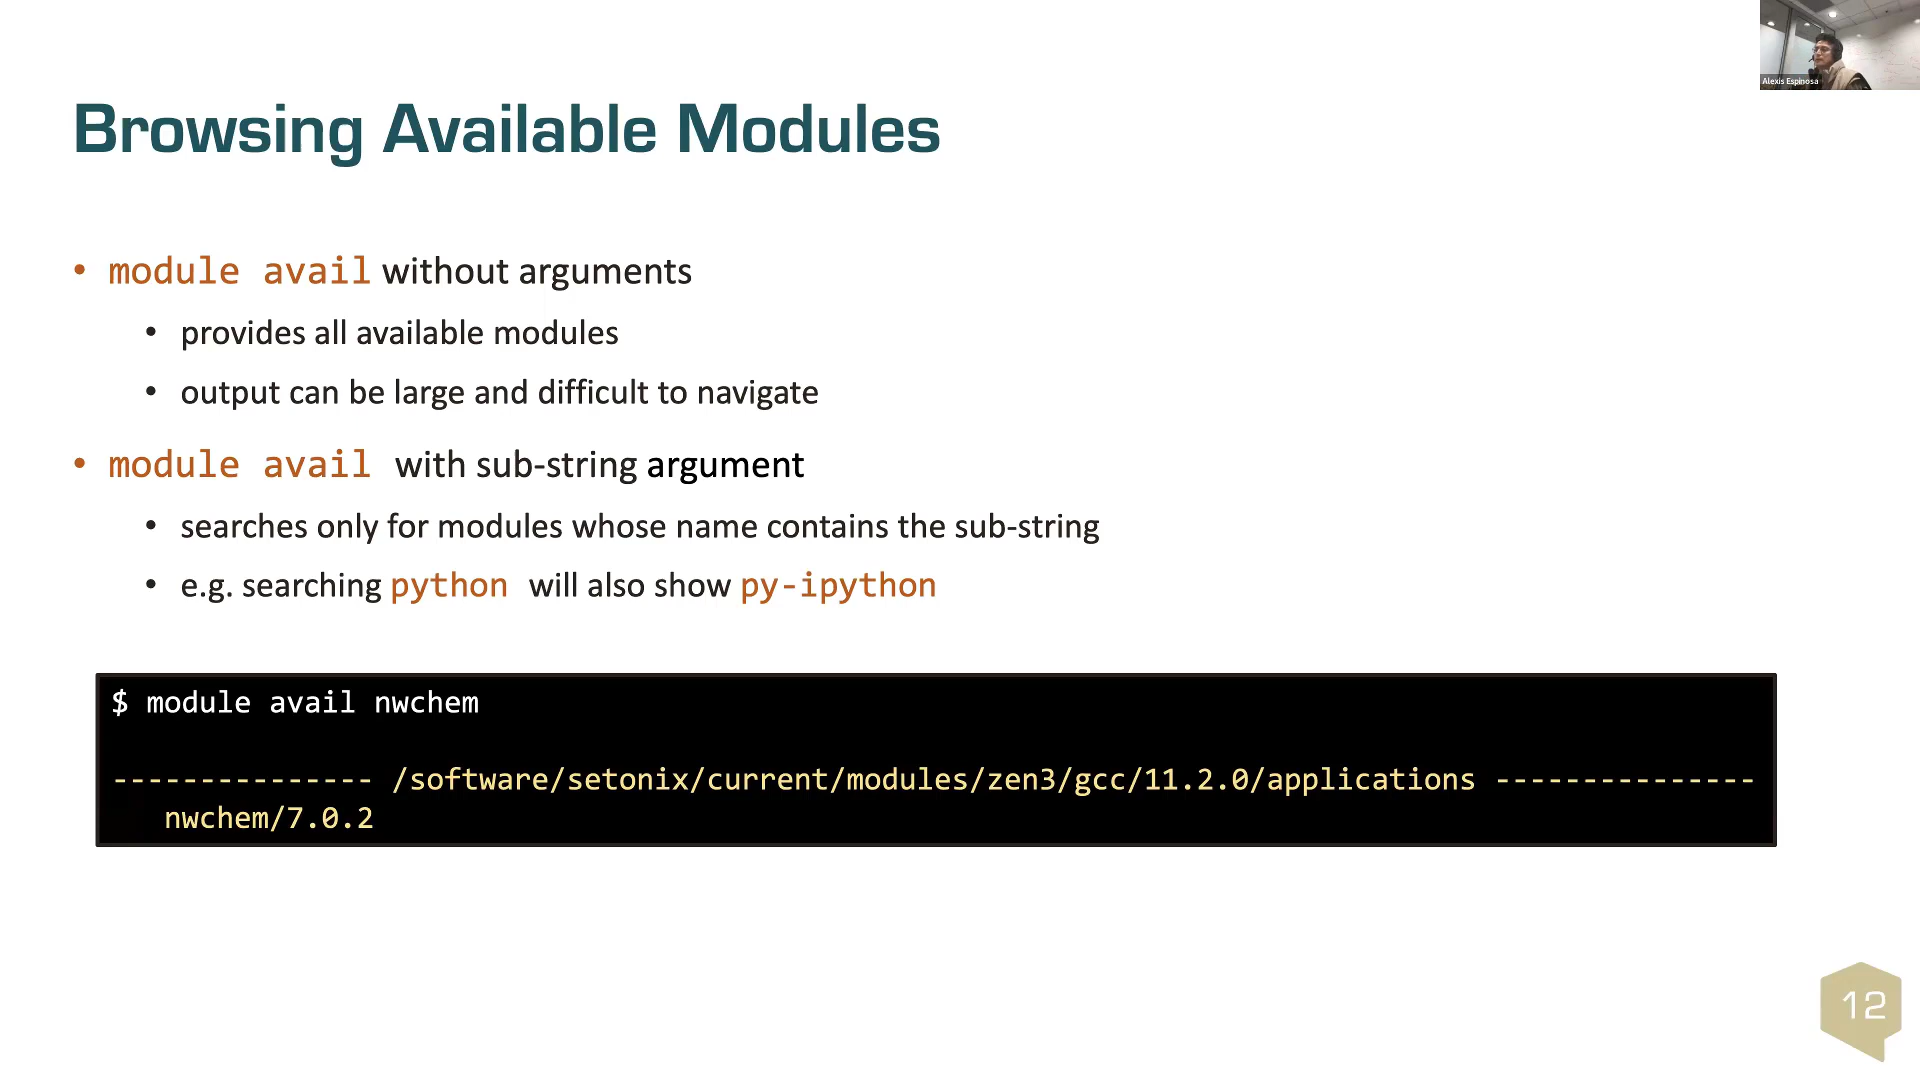 Alexis Espinosa
Browsing Available Modules
• module avail without arguments
• provides all available modules
• output can be large and difficult to navigate
• module avail with sub-string argument
• searches only for modules whose name contains the sub-string
• e.g. searching python will also show py-ipython
$ module avail nwchem
--------------- /software/setonix/current/modules/zen3/gcc/11.2.0/applications ---------------
nwchem/7.0.2
12